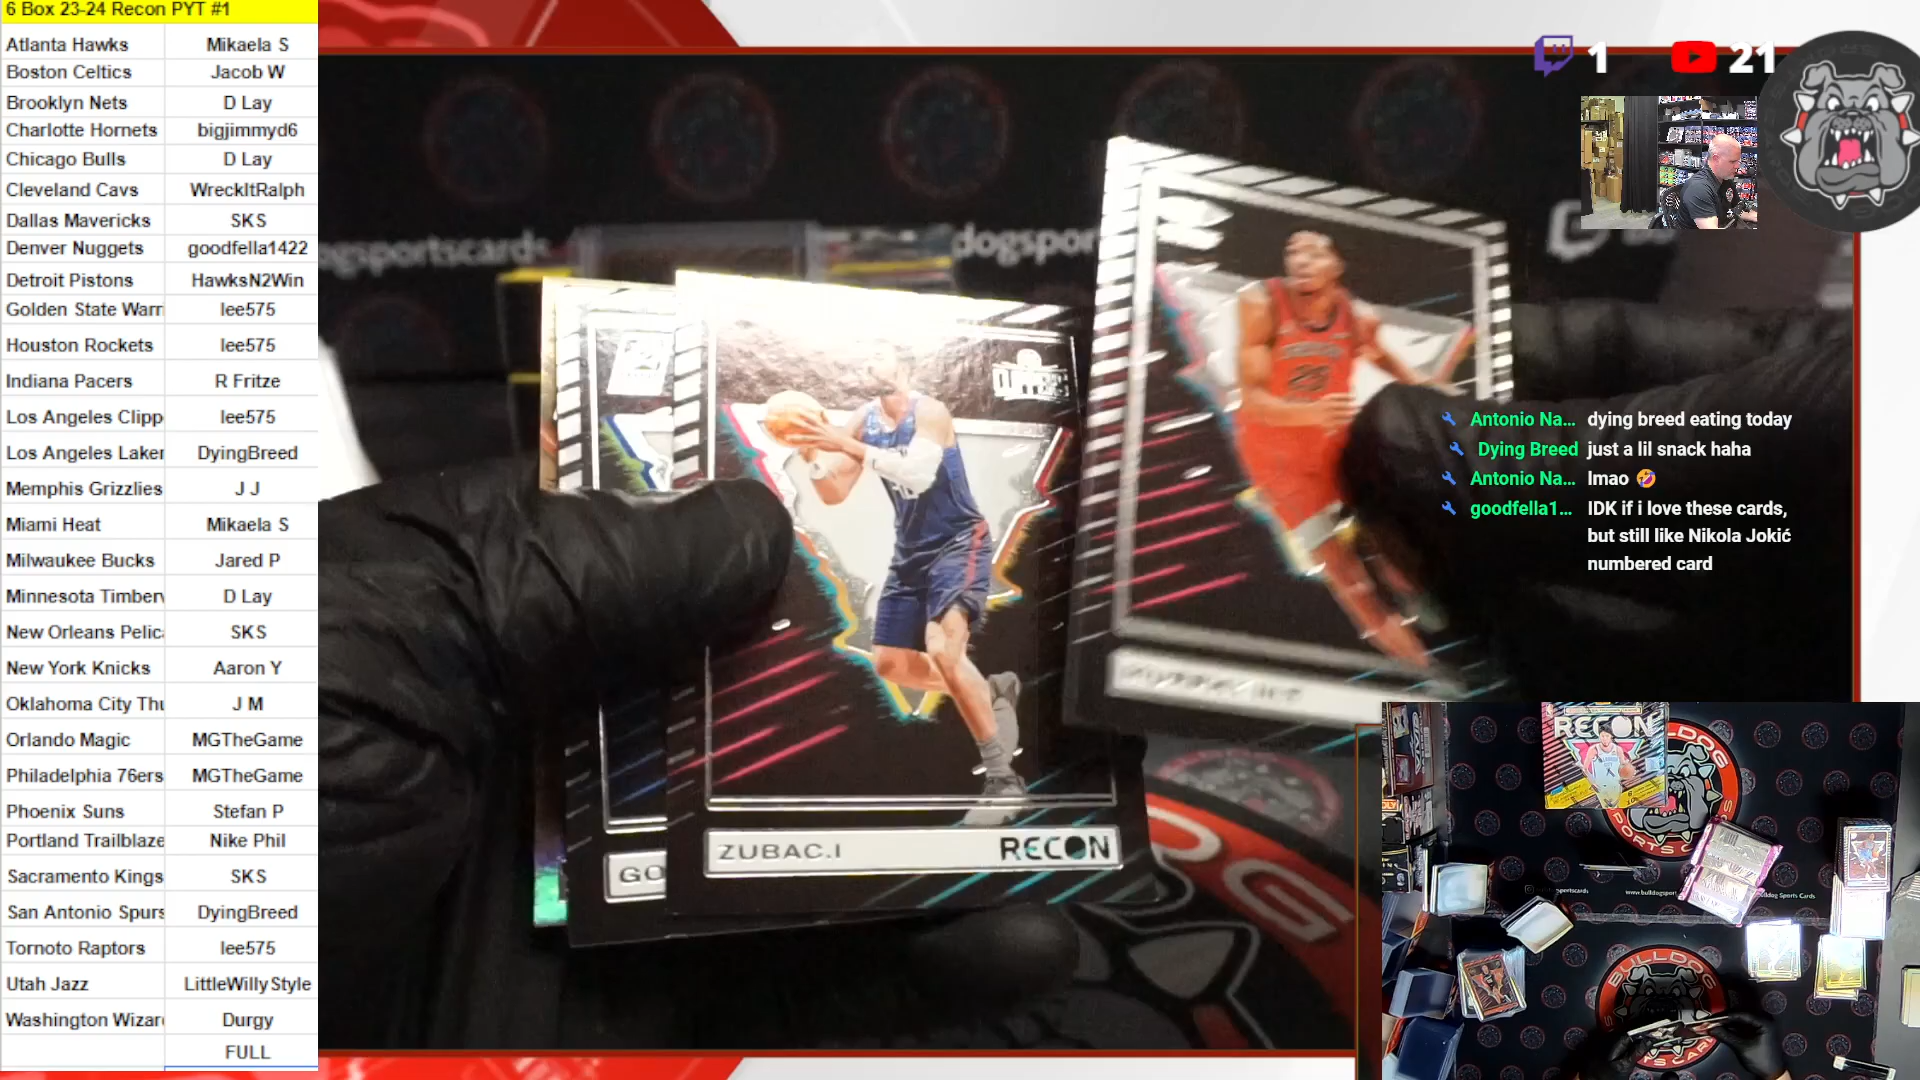 6 Box 23-24 Recon PYT #1
Atlanta Hawks Mikaela S
Boston Celtics Jacob W
Brooklyn Nets D Lay
Charlotte Hornets bigjimmyd6
Chicago Bulls D Lay
Cleveland Cavs WreckItRalph
Dallas Mavericks SKS
Denver Nuggets goodfella1422
Detroit Pistons HawksN2Win
Golden State Warri lee575
Houston Rockets lee575
Indiana Pacers R Fritze
Los Angeles Clipp lee575
Los Angeles Laker DyingBreed
Memphis Grizzlies J J
Miami Heat Mikaela S
Milwaukee Bucks Jared P
Minnesota Timberv D Lay
New Orleans Pelic SKS
New York Knicks Aaron Y
Oklahoma City Thu J M
Orlando Magic MGTheGame
Philadelphia 76ers MGTheGame
Phoenix Suns Stefan P
Portland Trailblaze Nike Phil
Sacramento Kings SKS
San Antonio Spurs DyingBreed
Tornoto Raptors lee575
Utah Jazz LittleWillyStyle
Washington Wizar Durgy
FULL
1 21
ogsportscards
dogspor
ZUBAC.I RECON
GO
Antonio Na... dying breed eating today
Dying Breed just a lil snack haha
Antonio Na... lmao 🤣
goodfella1... IDK if i love these cards,
but still like Nikola Jokić
numbered card
RECON
BULLDOG